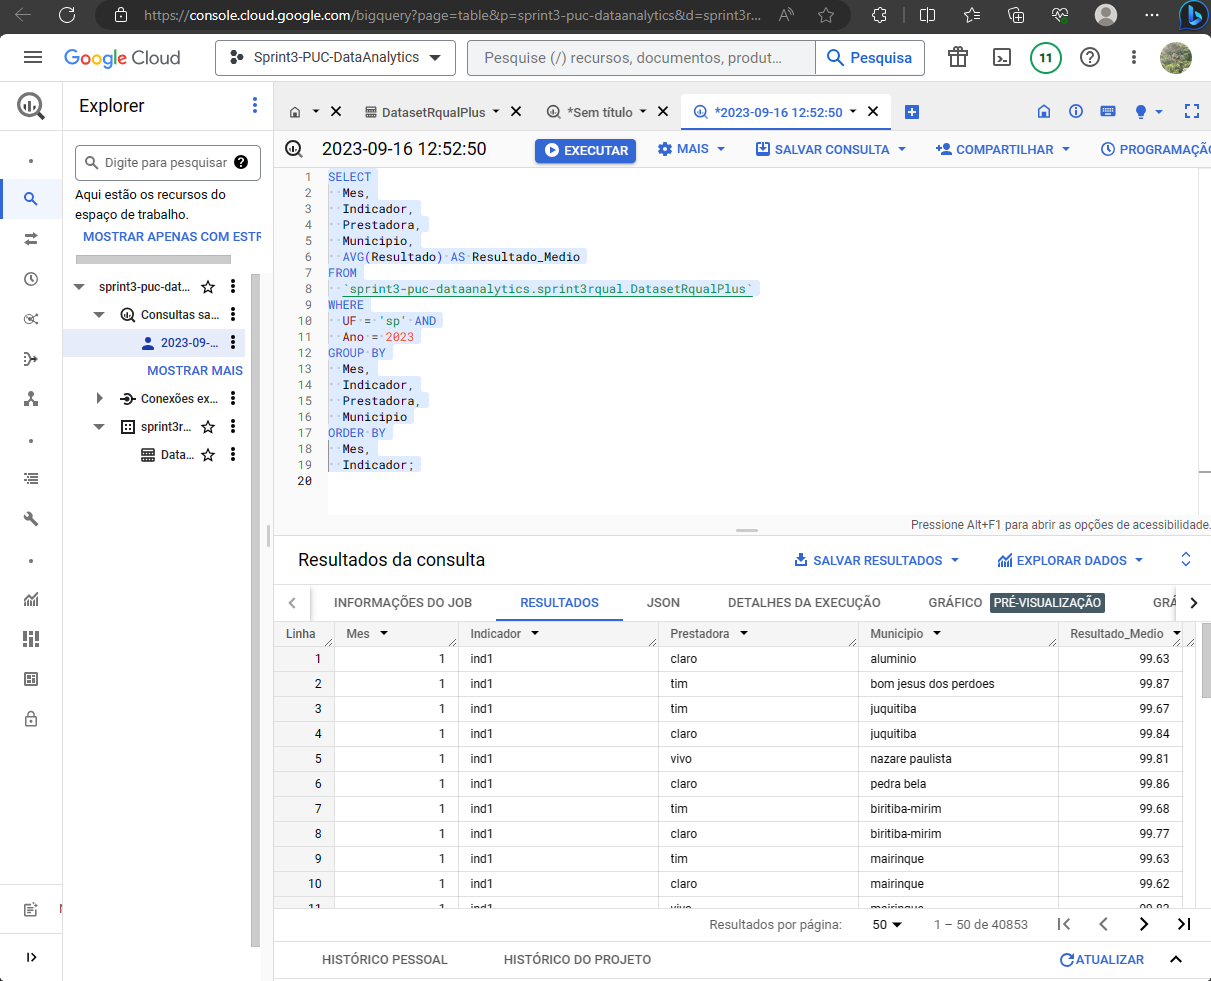 https://console.cloud.google.com/bigquery?page=table&p=sprint3-puc-dataanalytics&d=sprint3r...
Google Cloud
Sprint3-PUC-DataAnalytics
Pesquise (/) recursos, documentos, produt...
Pesquisa
11
Explorer
DatasetRqualPlus
*Sem título
*2023-09-16 12:52:50
2023-09-16 12:52:50
EXECUTAR
MAIS
SALVAR CONSULTA
COMPARTILHAR
PROGRAMAÇÃO
Digite para pesquisar
Aqui estão os recursos do
espaço de trabalho.
MOSTRAR APENAS COM ESTR
sprint3-puc-dat...
Consultas sa...
2023-09-...
MOSTRAR MAIS
Conexões ex...
sprint3r...
Data...
1 SELECT
2 Mes,
3 Indicador,
4 Prestadora,
5 Municipio,
6 AVG(Resultado) AS Resultado_Medio
7 FROM
8 `sprint3-puc-dataanalytics.sprint3rqual.DatasetRqualPlus`
9 WHERE
10 UF = 'sp' AND
11 Ano = 2023
12 GROUP BY
13 Mes,
14 Indicador,
15 Prestadora,
16 Municipio
17 ORDER BY
18 Mes,
19 Indicador;
20
Pressione Alt+F1 para abrir as opções de acessibilidade.
Resultados da consulta
SALVAR RESULTADOS
EXPLORAR DADOS
INFORMAÇÕES DO JOB
RESULTADOS
JSON
DETALHES DA EXECUÇÃO
GRÁFICO PRÉ-VISUALIZAÇÃO
GRÁ
Linha Mes Indicador Prestadora Municipio Resultado_Medio
1 1 ind1 claro aluminio 99.63
2 1 ind1 tim bom jesus dos perdoes 99.87
3 1 ind1 tim juquitiba 99.67
4 1 ind1 claro juquitiba 99.84
5 1 ind1 vivo nazare paulista 99.81
6 1 ind1 claro pedra bela 99.86
7 1 ind1 tim biritiba-mirim 99.68
8 1 ind1 claro biritiba-mirim 99.77
9 1 ind1 tim mairinque 99.63
10 1 ind1 claro mairinque 99.62
11 1 ind1 vivo mairinque
Resultados por página: 50 1 – 50 de 40853
HISTÓRICO PESSOAL
HISTÓRICO DO PROJETO
ATUALIZAR